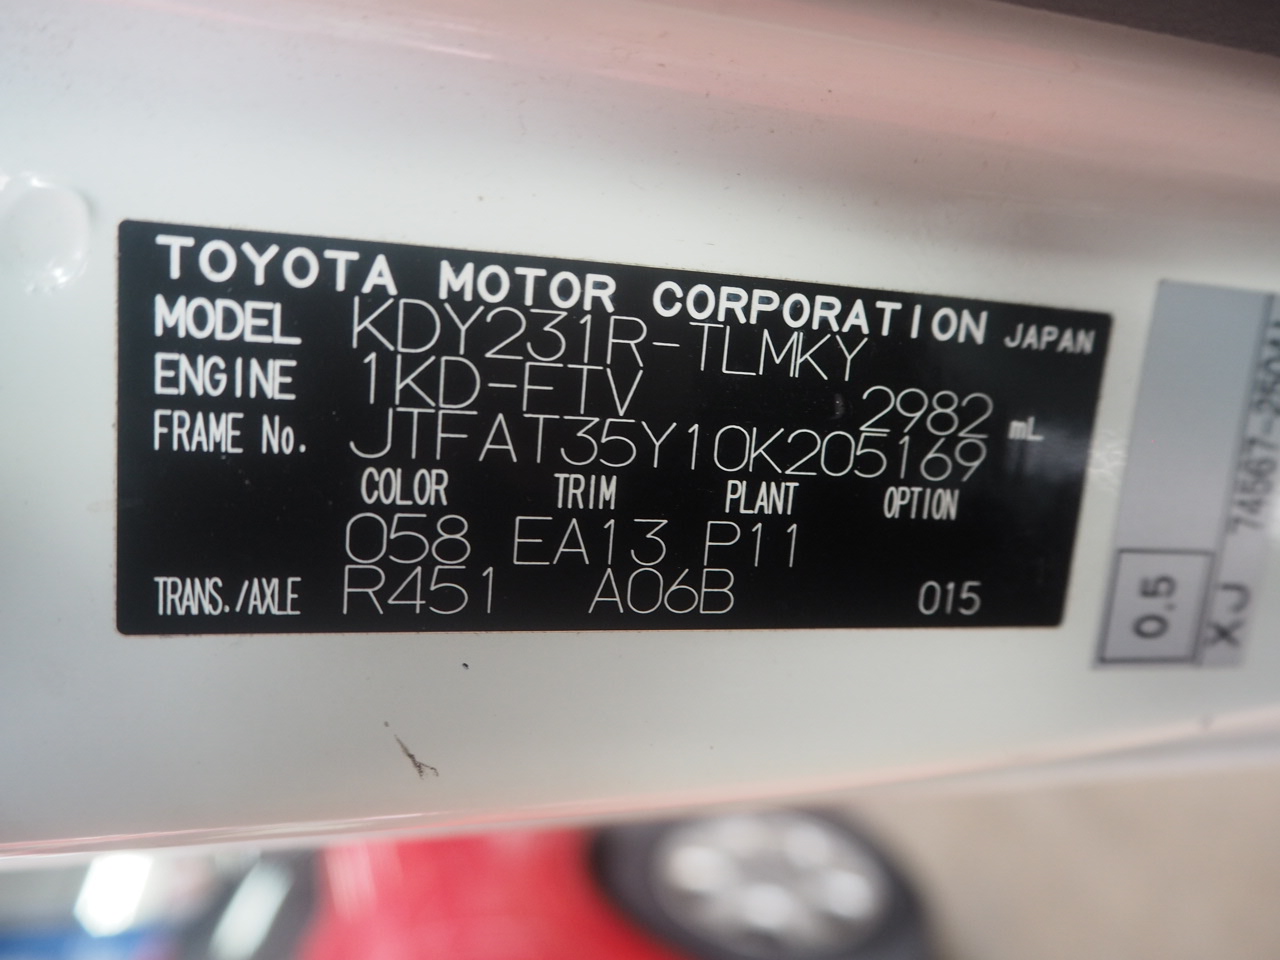 TOYOTA MOTOR CORPORATION JAPAN
MODEL KDY231R-TLMKY
ENGINE 1KD-FTV 2982 mL
FRAME No. JTFAT35Y10K205169
COLOR TRIM PLANT OPTION
058 EA13 P11
TRANS./AXLE R451 A06B 015
0.5
XJ